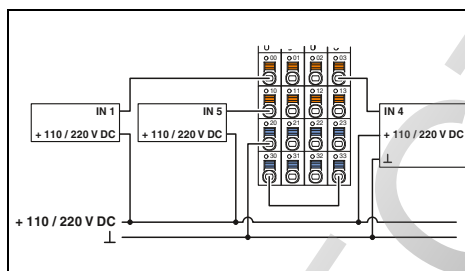 00 01 02 03
IN 1 IN 5 10 11 12 13 IN 4
+ 110 / 220 V DC + 110 / 220 V DC 20 21 22 23 + 110 / 220 V DC
⊥
30 31 32 33
+ 110 / 220 V DC
⊥